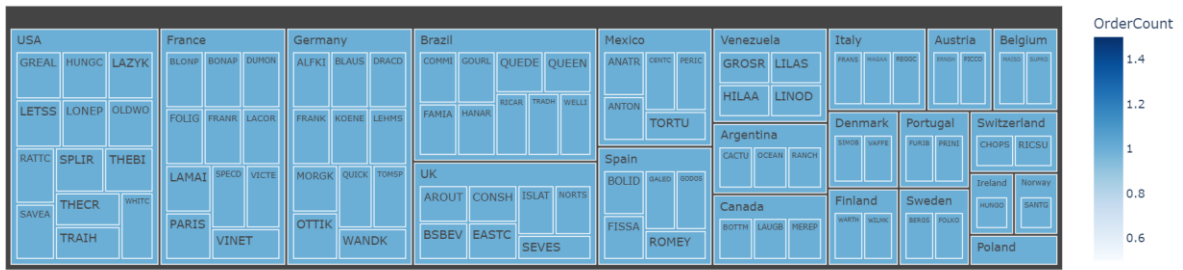 USA
GREAL HUNGC LAZYK
LETSS LONEP OLDWO
RATTC SPLIR THEBI
SAVEA THECR WHITC
TRAIH
France
BLONP BONAP DUMON
FOLIG FRANR LACOR
LAMAI SPECD VICTE
PARIS VINET
Germany
ALFKI BLAUS DRACD
FRANK KOENE LEHMS
MORGK QUICK TOMSP
OTTIK WANDK
Brazil
COMMI GOURL QUEDE QUEEN
FAMIA HANAR RICAR TRADH WELLI
UK
AROUT CONSH ISLAT NORTS
BSBEV EASTC SEVES
Mexico
ANATR CENTC PERIC
ANTON TORTU
Spain
BOLID GALED GODOS
FISSA ROMEY
Venezuela
GROSR LILAS
HILAA LINOD
Argentina
CACTU OCEAN RANCH
Canada
BOTTM LAUGB MEREP
Italy
FRANS MAGAA REGGC
Austria
ERNSH PICCO
Belgium
MAISD SUPRD
Denmark
SIMOB VAFFE
Portugal
FURIB PRINI
Finland
WARTH WILMK
Sweden
BERGS FOLKO
Switzerland
CHOPS RICSU
Ireland
HUNGO
Norway
SANTG
Poland
OrderCount
1.4
1.2
1
0.8
0.6